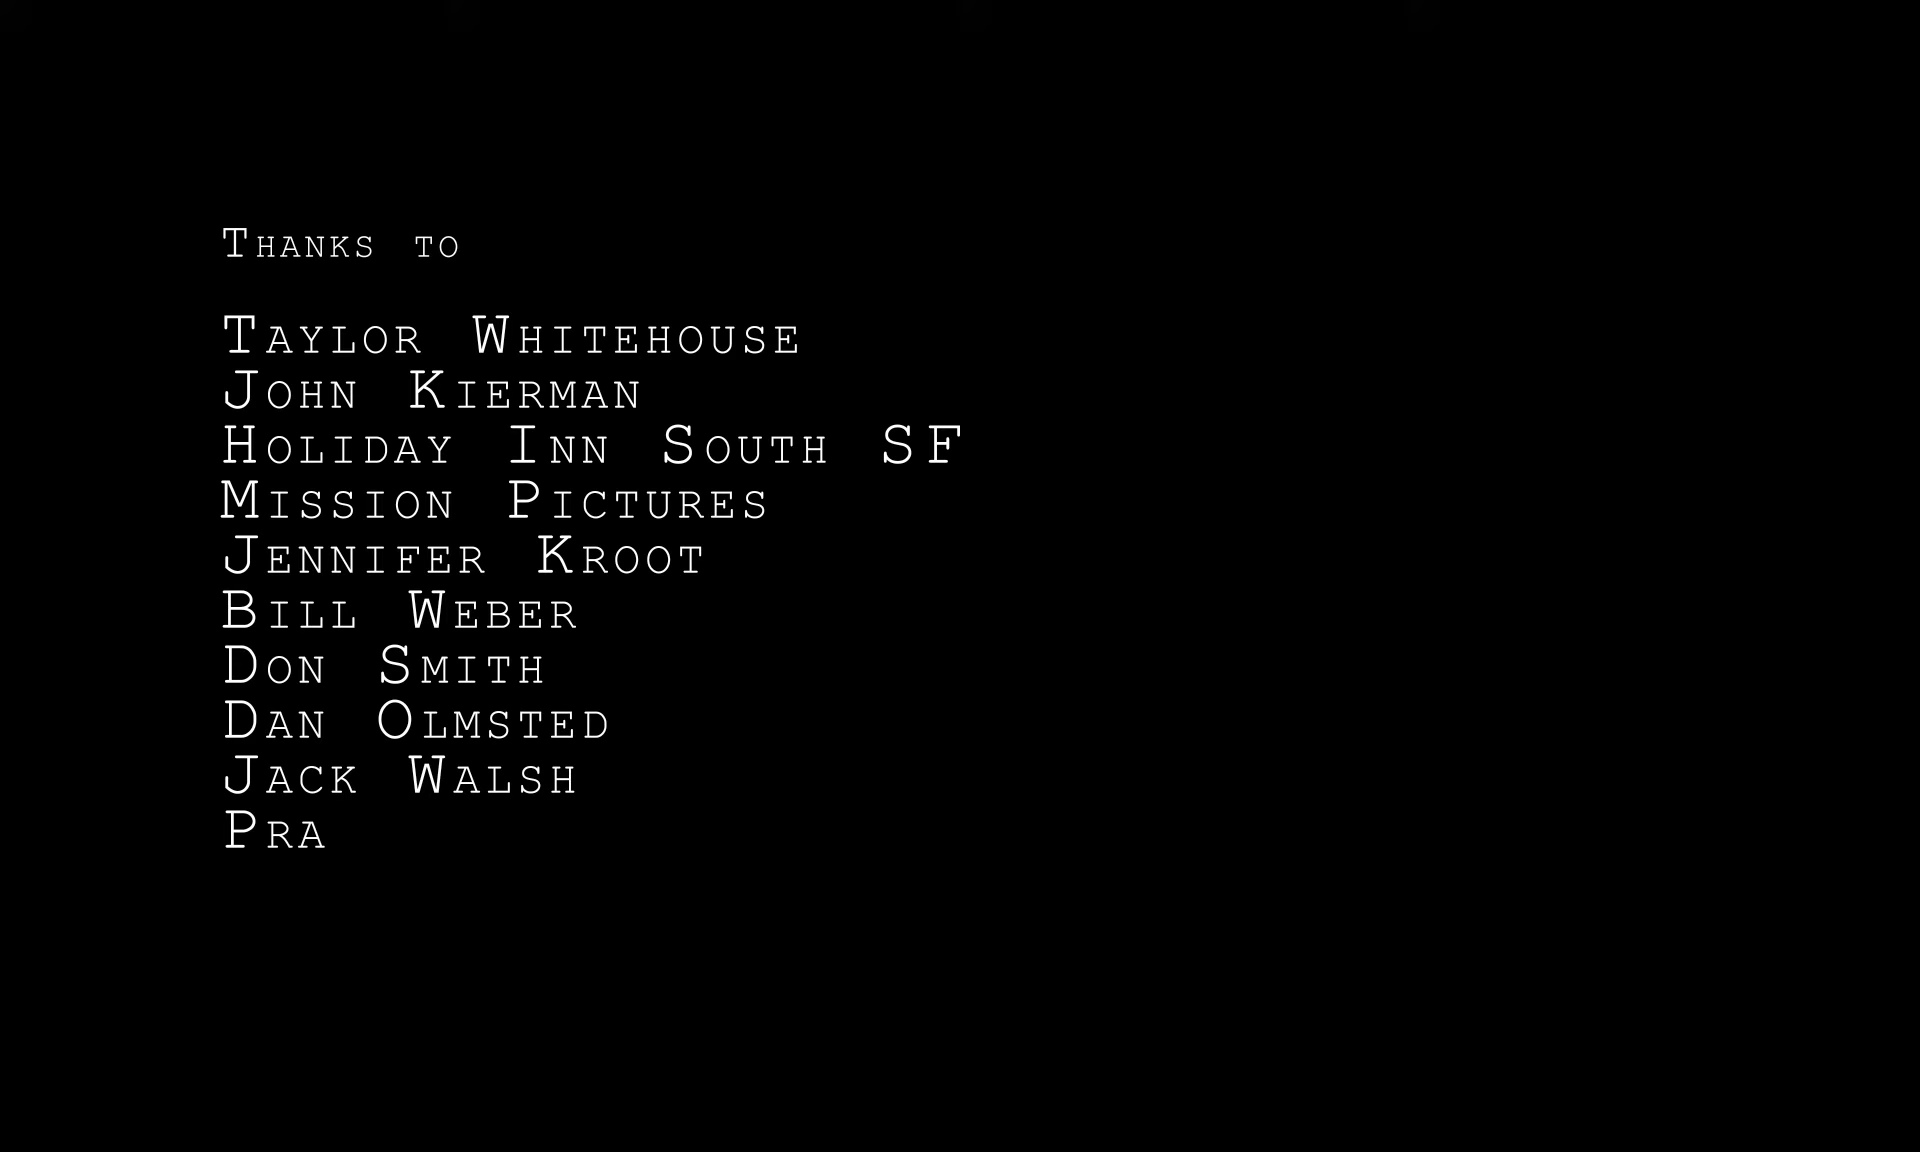 Thanks to
Taylor Whitehouse
John Kierman
Holiday Inn South SF
Mission Pictures
Jennifer Kroot
Bill Weber
Don Smith
Dan Olmsted
Jack Walsh
Pra